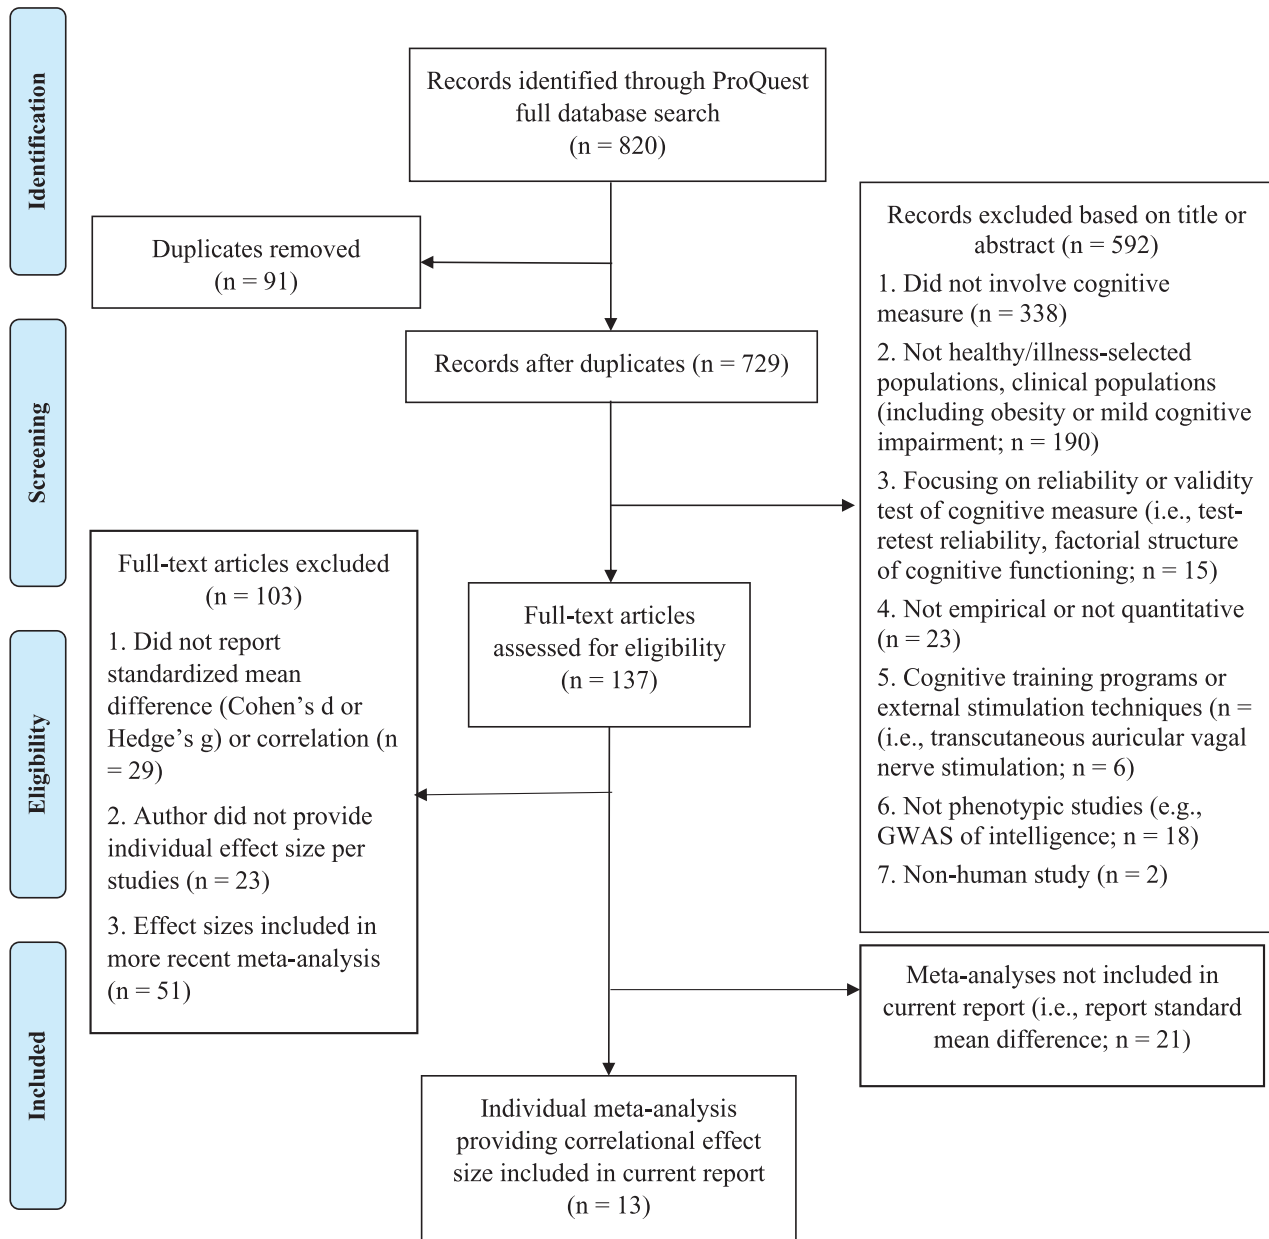 Identification
Records identified through ProQuest
full database search
(n = 820)
Duplicates removed
(n = 91)
Screening
Records after duplicates (n = 729)
Records excluded based on title or
abstract (n = 592)
1. Did not involve cognitive
measure (n = 338)
2. Not healthy/illness-selected
populations, clinical populations
(including obesity or mild cognitive
impairment; n = 190)
3. Focusing on reliability or validity
test of cognitive measure (i.e., test-
retest reliability, factorial structure
of cognitive functioning; n = 15)
4. Not empirical or not quantitative
(n = 23)
5. Cognitive training programs or
external stimulation techniques (n =
(i.e., transcutaneous auricular vagal
nerve stimulation; n = 6)
6. Not phenotypic studies (e.g.,
GWAS of intelligence; n = 18)
7. Non-human study (n = 2)
Eligibility
Full-text articles
assessed for eligibility
(n = 137)
Full-text articles excluded
(n = 103)
1. Did not report
standardized mean
difference (Cohen’s d or
Hedge’s g) or correlation (n
= 29)
2. Author did not provide
individual effect size per
studies (n = 23)
3. Effect sizes included in
more recent meta-analysis
(n = 51)
Included
Meta-analyses not included in
current report (i.e., report standard
mean difference; n = 21)
Individual meta-analysis
providing correlational effect
size included in current report
(n = 13)